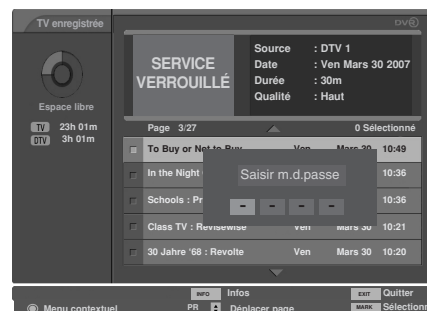 TV enregistrée
DVR
SERVICE
VERROUILLÉ
Source : DTV 1
Date : Ven Mars 30 2007
Durée : 30m
Qualité : Haut
Espace libre
TV 23h 01m
DTV 3h 01m
Page 3/27
0 Sélectionné
To Buy or Not to Buy Ven Mars 30 10:49
In the Night 10:36
Schools : Pr 10:36
Class TV : Revisewise Ven Mars 30 10:21
30 Jahre '68 : Revolte Ven Mars 30 10:20
Saisir m.d.passe
- - - -
INFO Infos
EXIT Quitter
Menu contextuel
PR Déplacer page
MARK Sélection